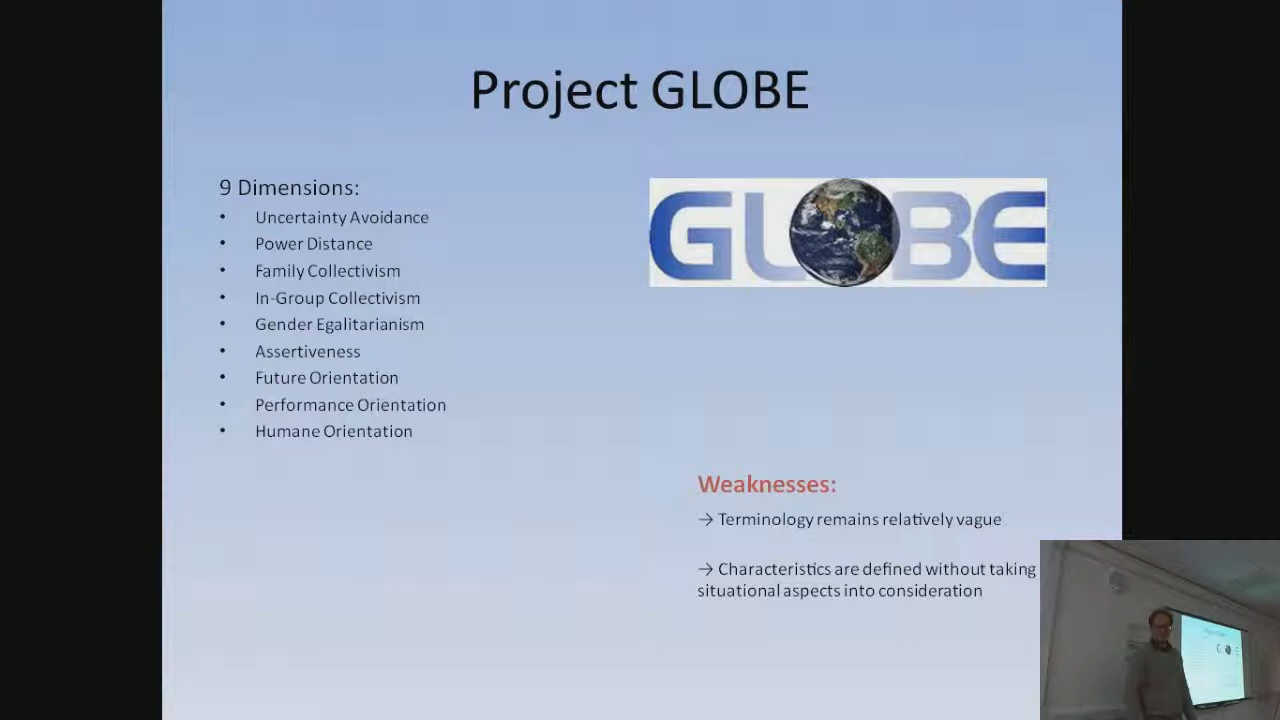 Project GLOBE
9 Dimensions:
• Uncertainty Avoidance
• Power Distance
• Family Collectivism
• In-Group Collectivism
• Gender Egalitarianism
• Assertiveness
• Future Orientation
• Performance Orientation
• Humane Orientation
GLOBE
Weaknesses:
→ Terminology remains relatively vague
→ Characteristics are defined without taking
situational aspects into consideration